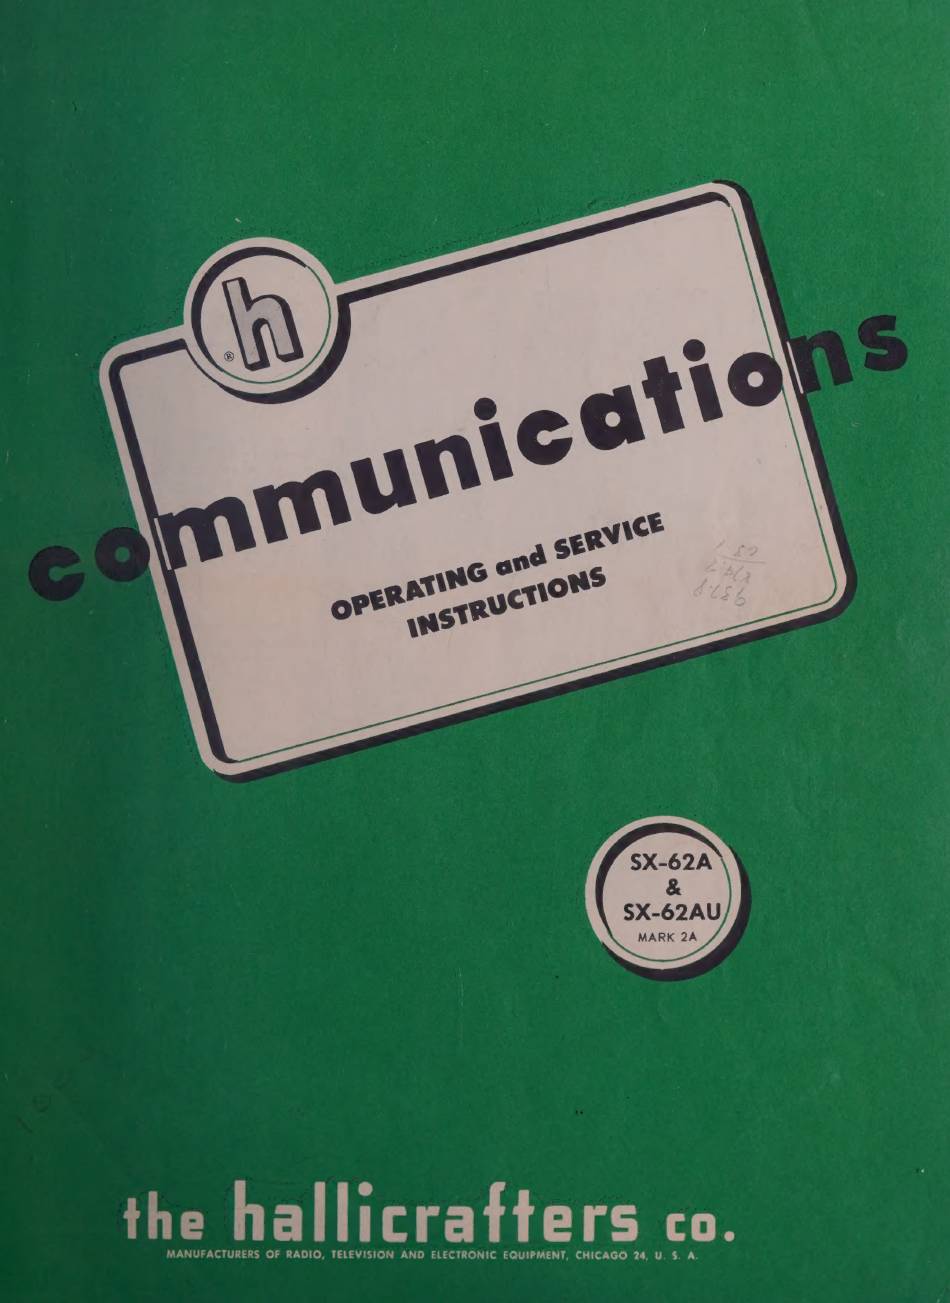 h
®
communications
OPERATING and SERVICE
INSTRUCTIONS
SX-62A
&
SX-62AU
MARK 2A
the hallicrafters co.
MANUFACTURERS OF RADIO, TELEVISION AND ELECTRONIC EQUIPMENT, CHICAGO 24, U. S. A.